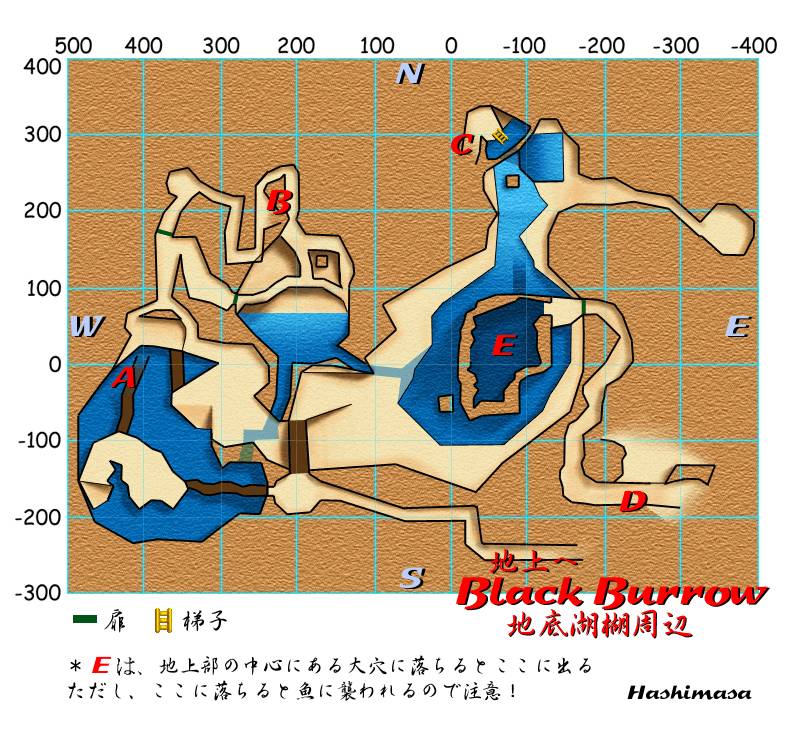 500 400 300 200 100 0 -100 -200 -300 -400
400
N
300
C
200
B
100
W
E
0
E
A
-100
D
-200
-300
S
地上へ
Black Burrow
地底湖糊周辺
扉 梯子
* Eは、地上部の中心にある大穴に落ちるとここに出る
ただし、ここに落ちると魚に襲われるので注意!
Hashimasa